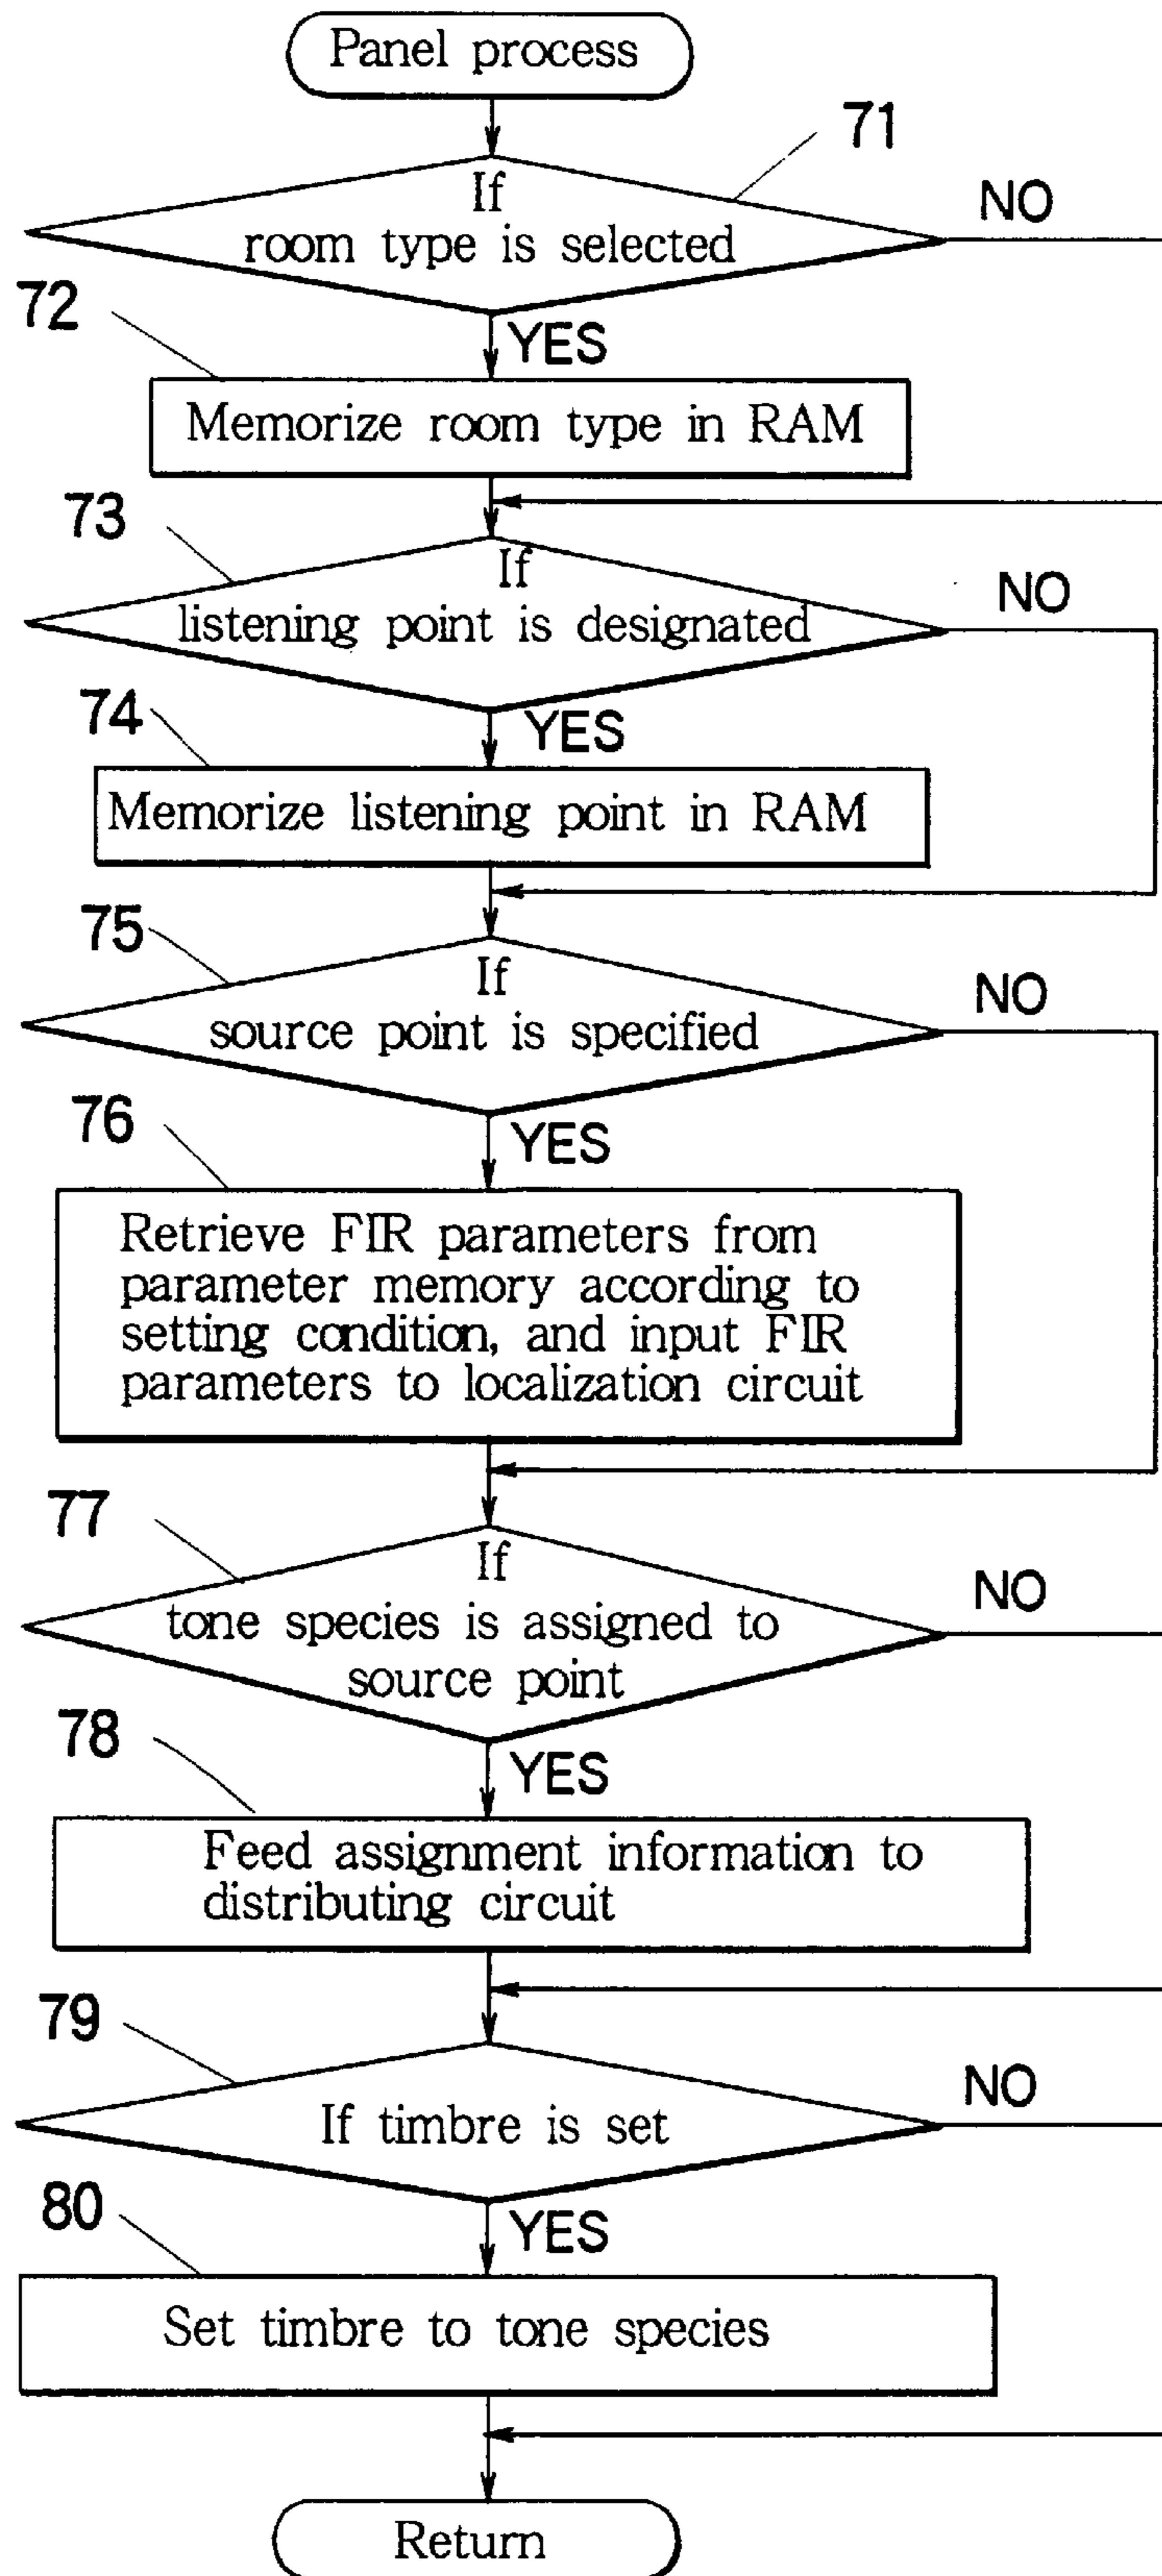 Panel process
71
If
room type is selected
NO
72
YES
Memorize room type in RAM
73
If
listening point is designated
NO
74
YES
Memorize listening point in RAM
75
If
source point is specified
NO
76
YES
Retrieve FIR parameters from
parameter memory according to
setting condition, and input FIR
parameters to localization circuit
77
If
tone species is assigned to
source point
NO
78
YES
Feed assignment information to
distributing circuit
79
If timbre is set
NO
80
YES
Set timbre to tone species
Return